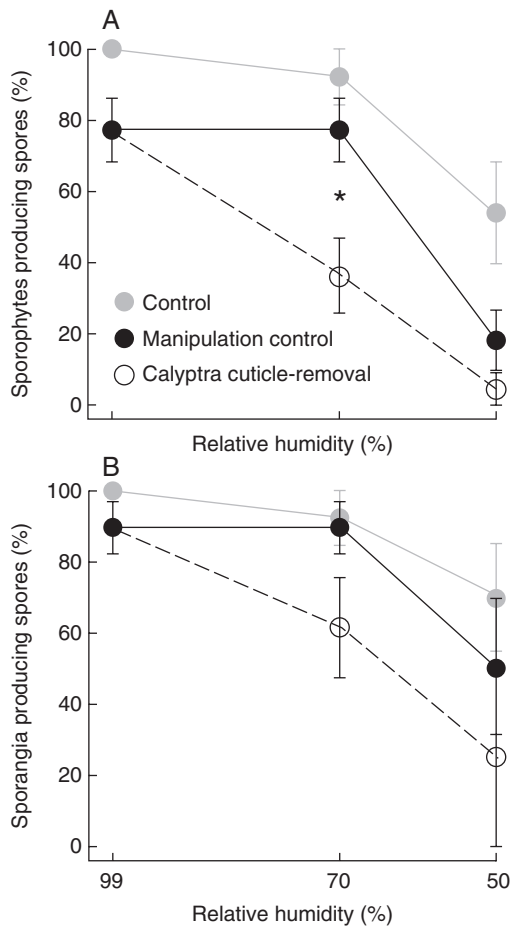 A
Sporophytes producing spores (%)
100
80
60
40
20
0
*
Control
Manipulation control
Calyptra cuticle-removal
Relative humidity (%)
B
Sporangia producing spores (%)
100
80
60
40
20
0
99 70 50
Relative humidity (%)